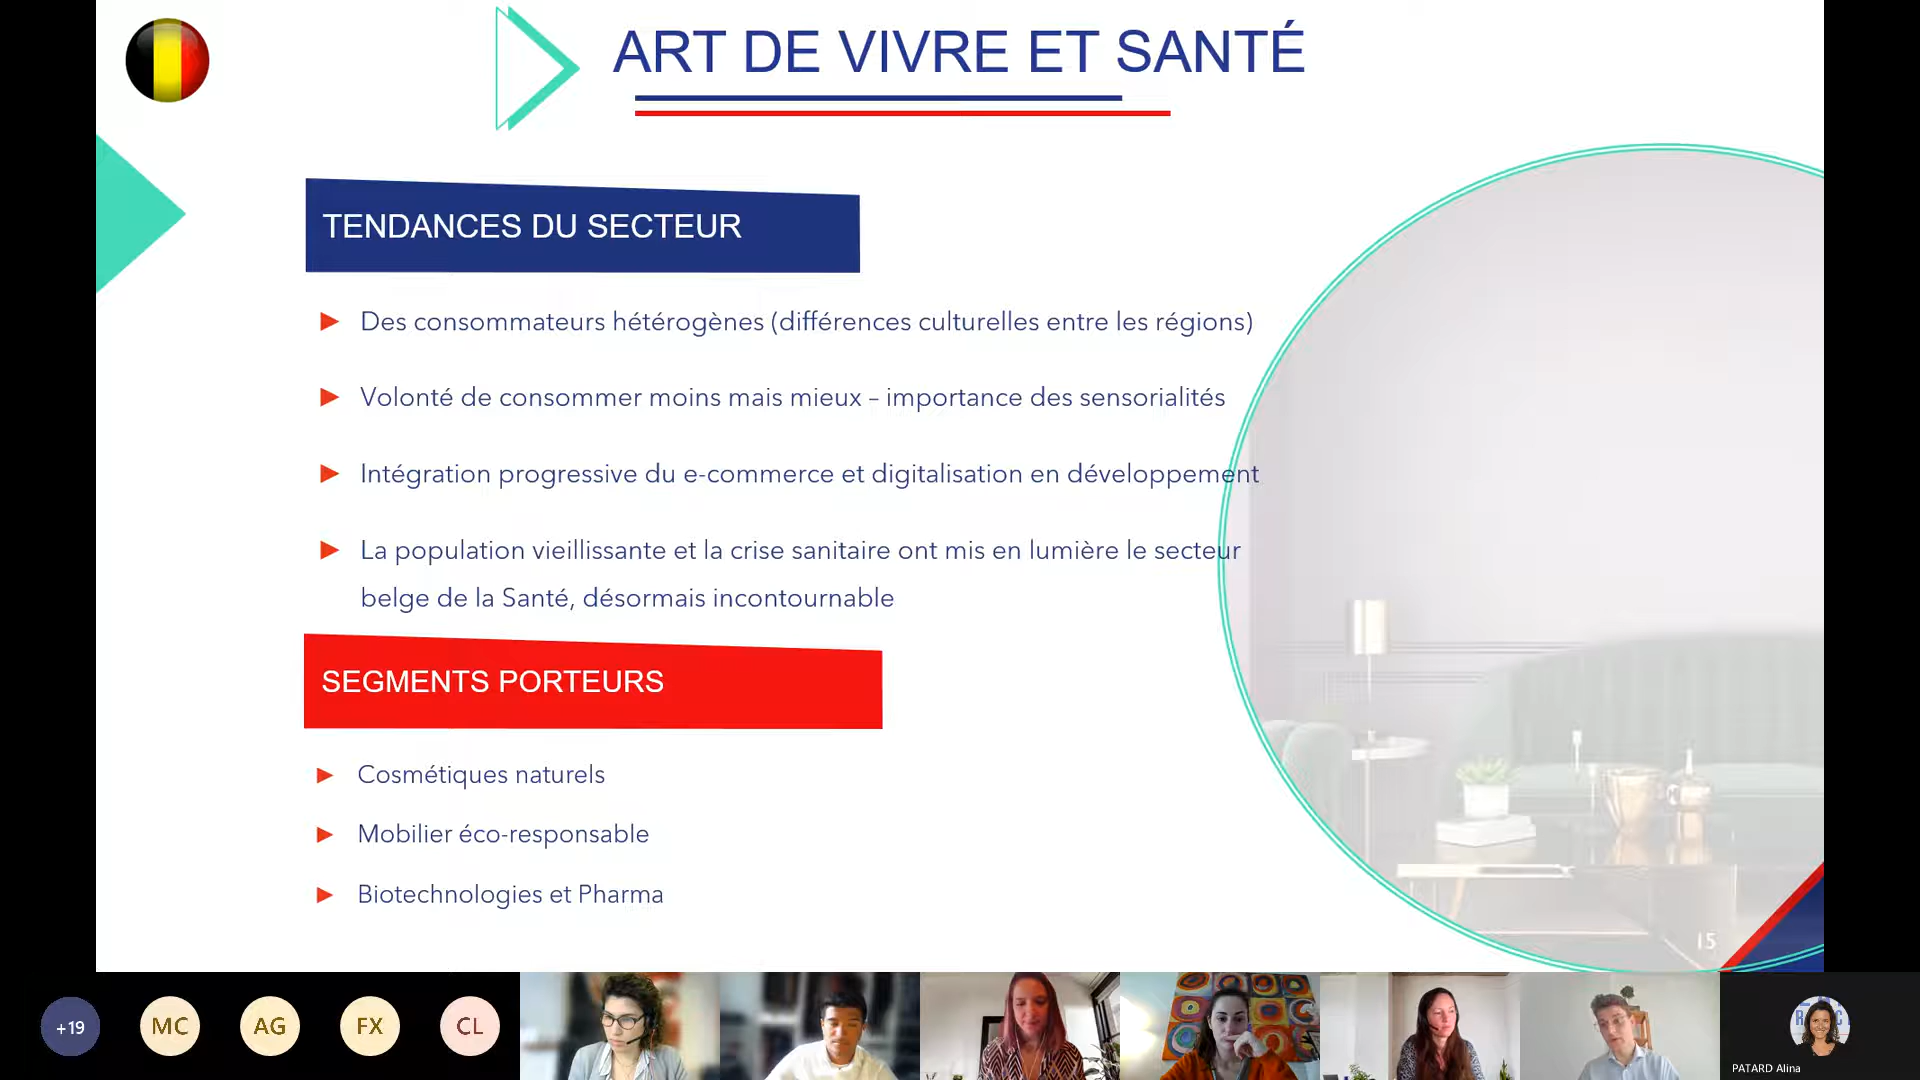 ART DE VIVRE ET SANTÉ
TENDANCES DU SECTEUR
► Des consommateurs hétérogènes (différences culturelles entre les régions)
► Volonté de consommer moins mais mieux – importance des sensorialités
► Intégration progressive du e-commerce et digitalisation en développement
► La population vieillissante et la crise sanitaire ont mis en lumière le secteur
belge de la Santé, désormais incontournable
SEGMENTS PORTEURS
► Cosmétiques naturels
► Mobilier éco-responsable
► Biotechnologies et Pharma
15
+19
MC
AG
FX
CL
PATARD Alina